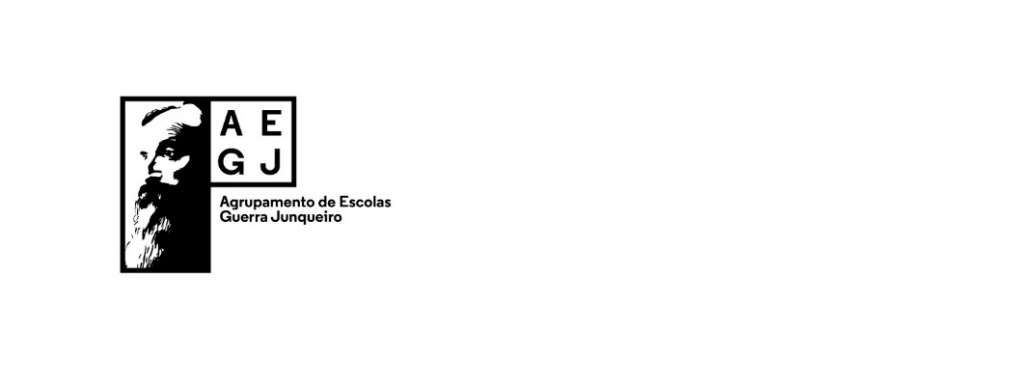 A E
G J
Agrupamento de Escolas
Guerra Junqueiro